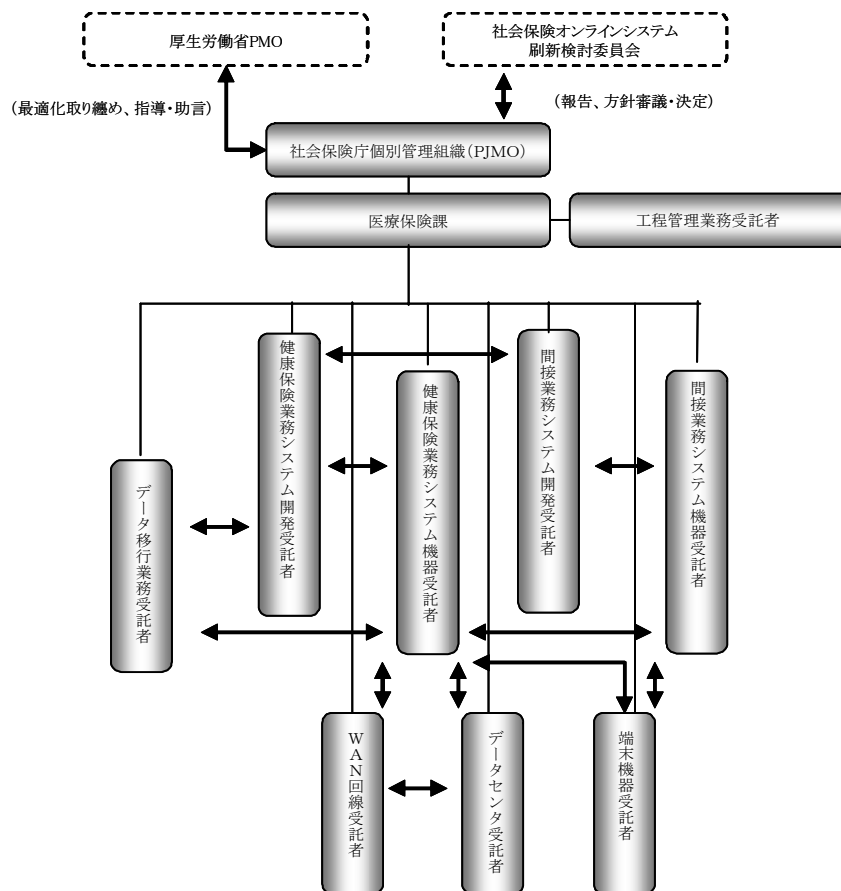 厚生労働省PMO
社会保険オンラインシステム
刷新検討委員会
（最適化取り纏め、指導・助言）
（報告、方針審議・決定）
社会保険庁個別管理組織（PJMO）
医療保険課
工程管理業務受託者
データ移行業務受託者
健康保険業務システム開発受託者
健康保険業務システム機器受託者
間接業務システム開発受託者
間接業務システム機器受託者
WAN回線受託者
データセンタ受託者
端末機器受託者